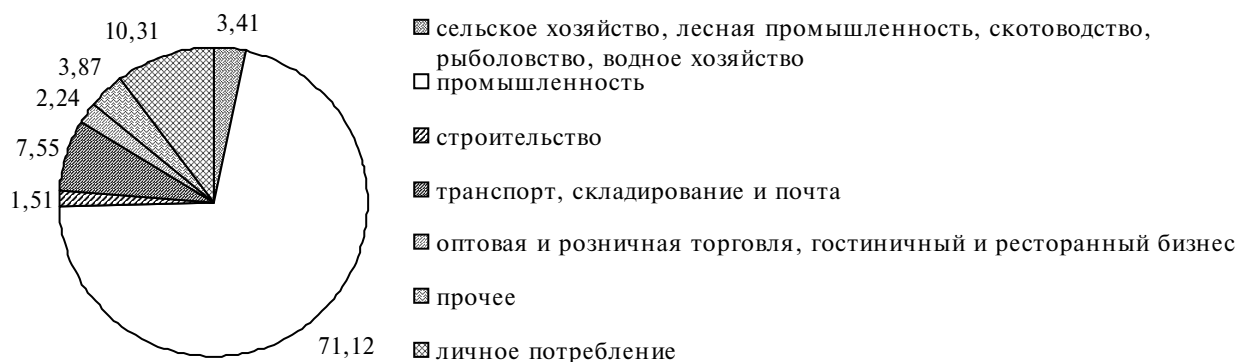 10,31
3,41
3,87
2,24
7,55
1,51
71,12
сельское хозяйство, лесная промышленность, скотоводство,
рыболовство, водное хозяйство
промышленность
строительство
транспорт, складирование и почта
оптовая и розничная торговля, гостиничный и ресторанный бизнес
прочее
личное потребление